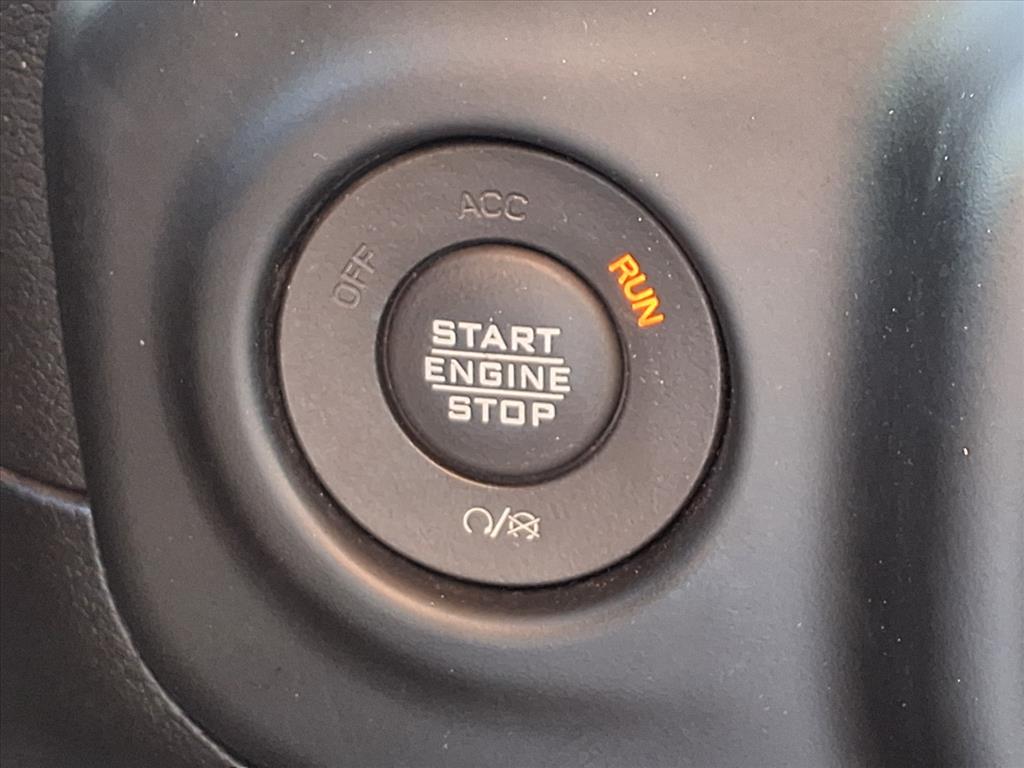 ACC
OFF
RUN
START
ENGINE
STOP